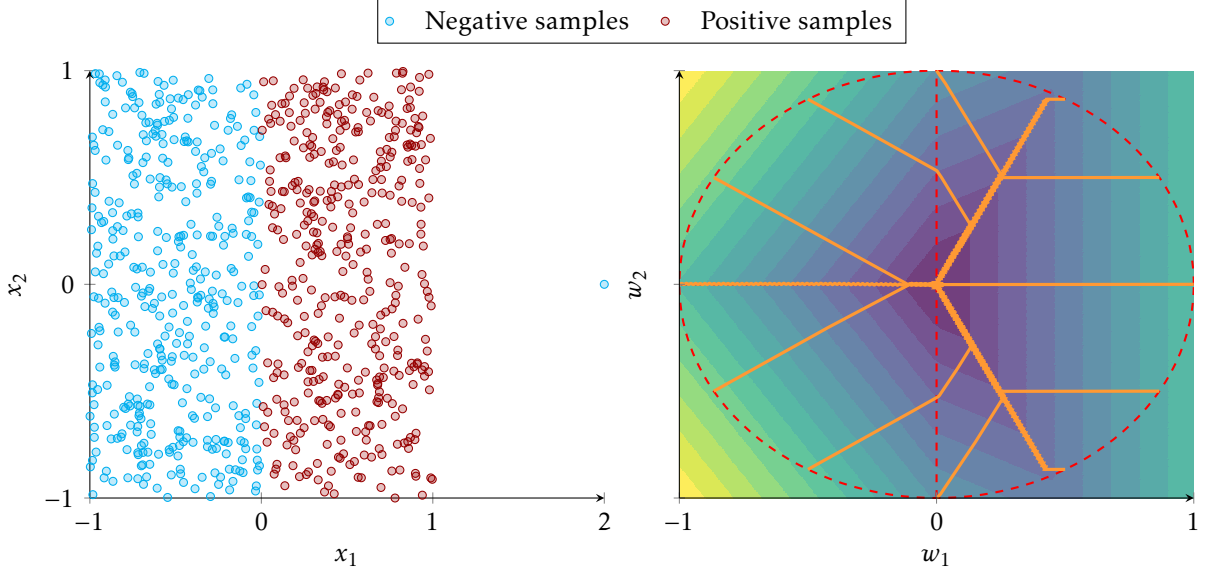 Negative samples Positive samples
1
0
−1
x2
−1 0 1 2
x1
w2
−1 0 1
w1